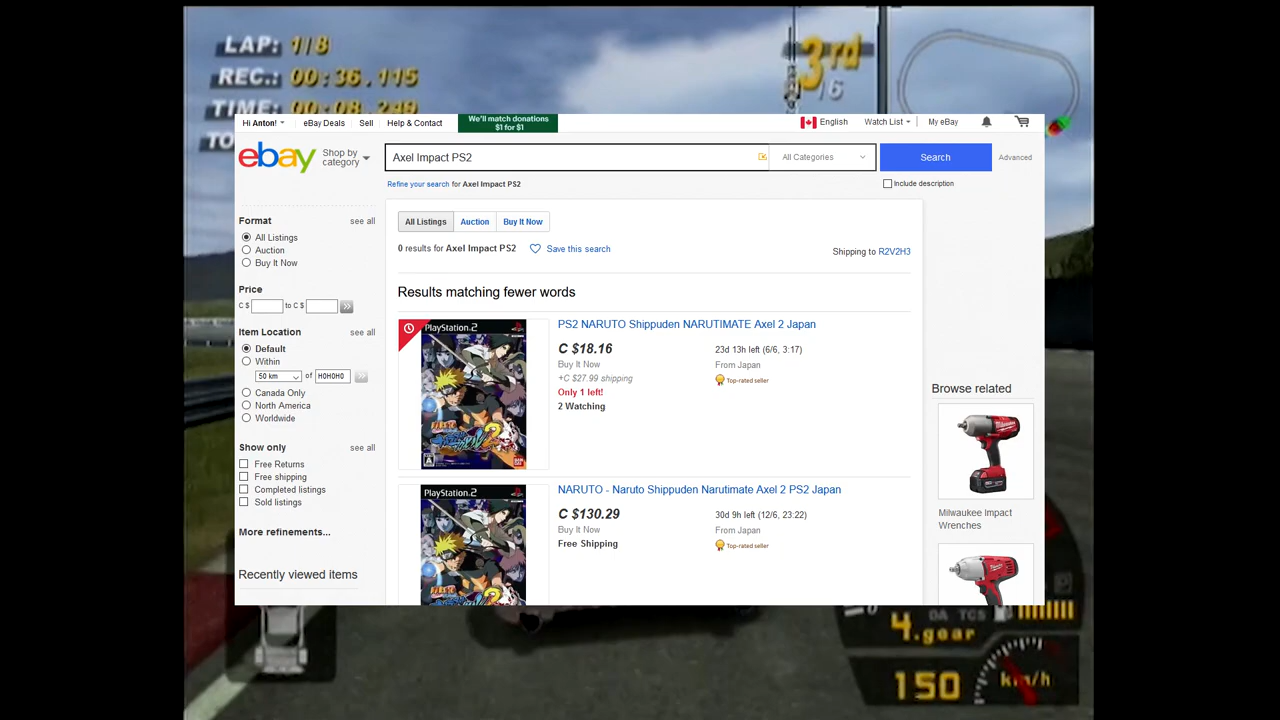 LAP: 1/8
REC.: 00:36.115
TIME: 00:08.249
3rd
/6
Hi Anton!
eBay Deals
Sell
Help & Contact
We'll match donations
$1 for $1
English
Watch List
My eBay
ebay
Shop by
category
Axel Impact PS2
All Categories
Search
Advanced
Refine your search for Axel Impact PS2
Include description
Format
see all
All Listings
Auction
Buy It Now
Price
C $
to C $
Item Location
see all
Default
Within
50 km
of
H0H0H0
Canada Only
North America
Worldwide
Show only
see all
Free Returns
Free shipping
Completed listings
Sold listings
More refinements...
Recently viewed items
All Listings
Auction
Buy It Now
0 results for Axel Impact PS2
Save this search
Shipping to R2V2H3
Results matching fewer words
PlayStation.2
PS2 NARUTO Shippuden NARUTIMATE Axel 2 Japan
C $18.16
Buy It Now
+C $27.99 shipping
Only 1 left!
2 Watching
23d 13h left (6/6, 3:17)
From Japan
Top-rated seller
PlayStation.2
NARUTO - Naruto Shippuden Narutimate Axel 2 PS2 Japan
C $130.29
Buy It Now
Free Shipping
30d 9h left (12/6, 23:22)
From Japan
Top-rated seller
Browse related
Milwaukee Impact
Wrenches
OA TCS
4.gear
150 km/h